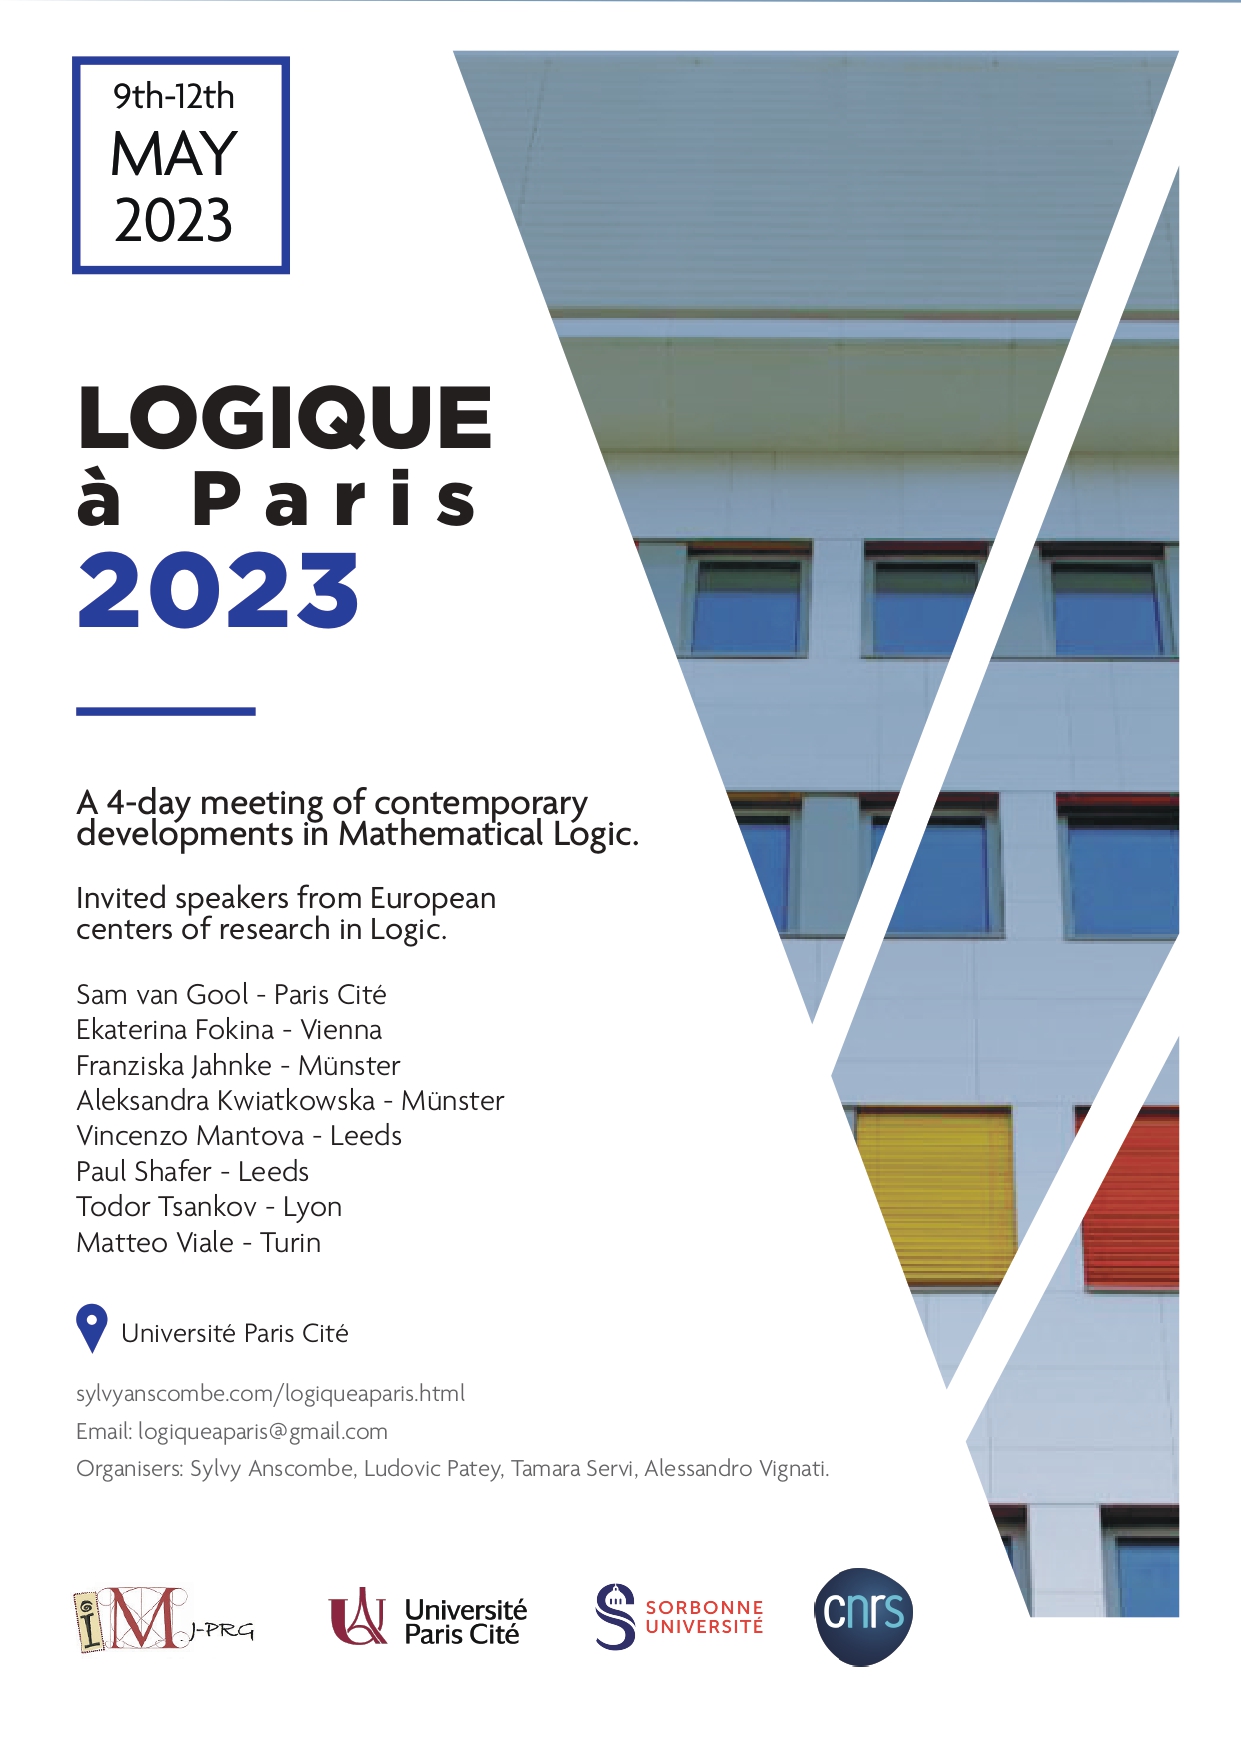 9th-12th
MAY
2023
LOGIQUE
à Paris
2023
A 4-day meeting of contemporary
developments in Mathematical Logic.
Invited speakers from European
centers of research in Logic.
Sam van Gool - Paris Cité
Ekaterina Fokina - Vienna
Franziska Jahnke - Münster
Aleksandra Kwiatkowska - Münster
Vincenzo Mantova - Leeds
Paul Shafer - Leeds
Todor Tsankov - Lyon
Matteo Viale - Turin
Université Paris Cité
sylvyanscombe.com/logiqueaparis.html
Email: logiqueaparis@gmail.com
Organisers: Sylvy Anscombe, Ludovic Patey, Tamara Servi, Alessandro Vignati.
iMJ-PRG
Université
Paris Cité
SORBONNE
UNIVERSITÉ
cnrs